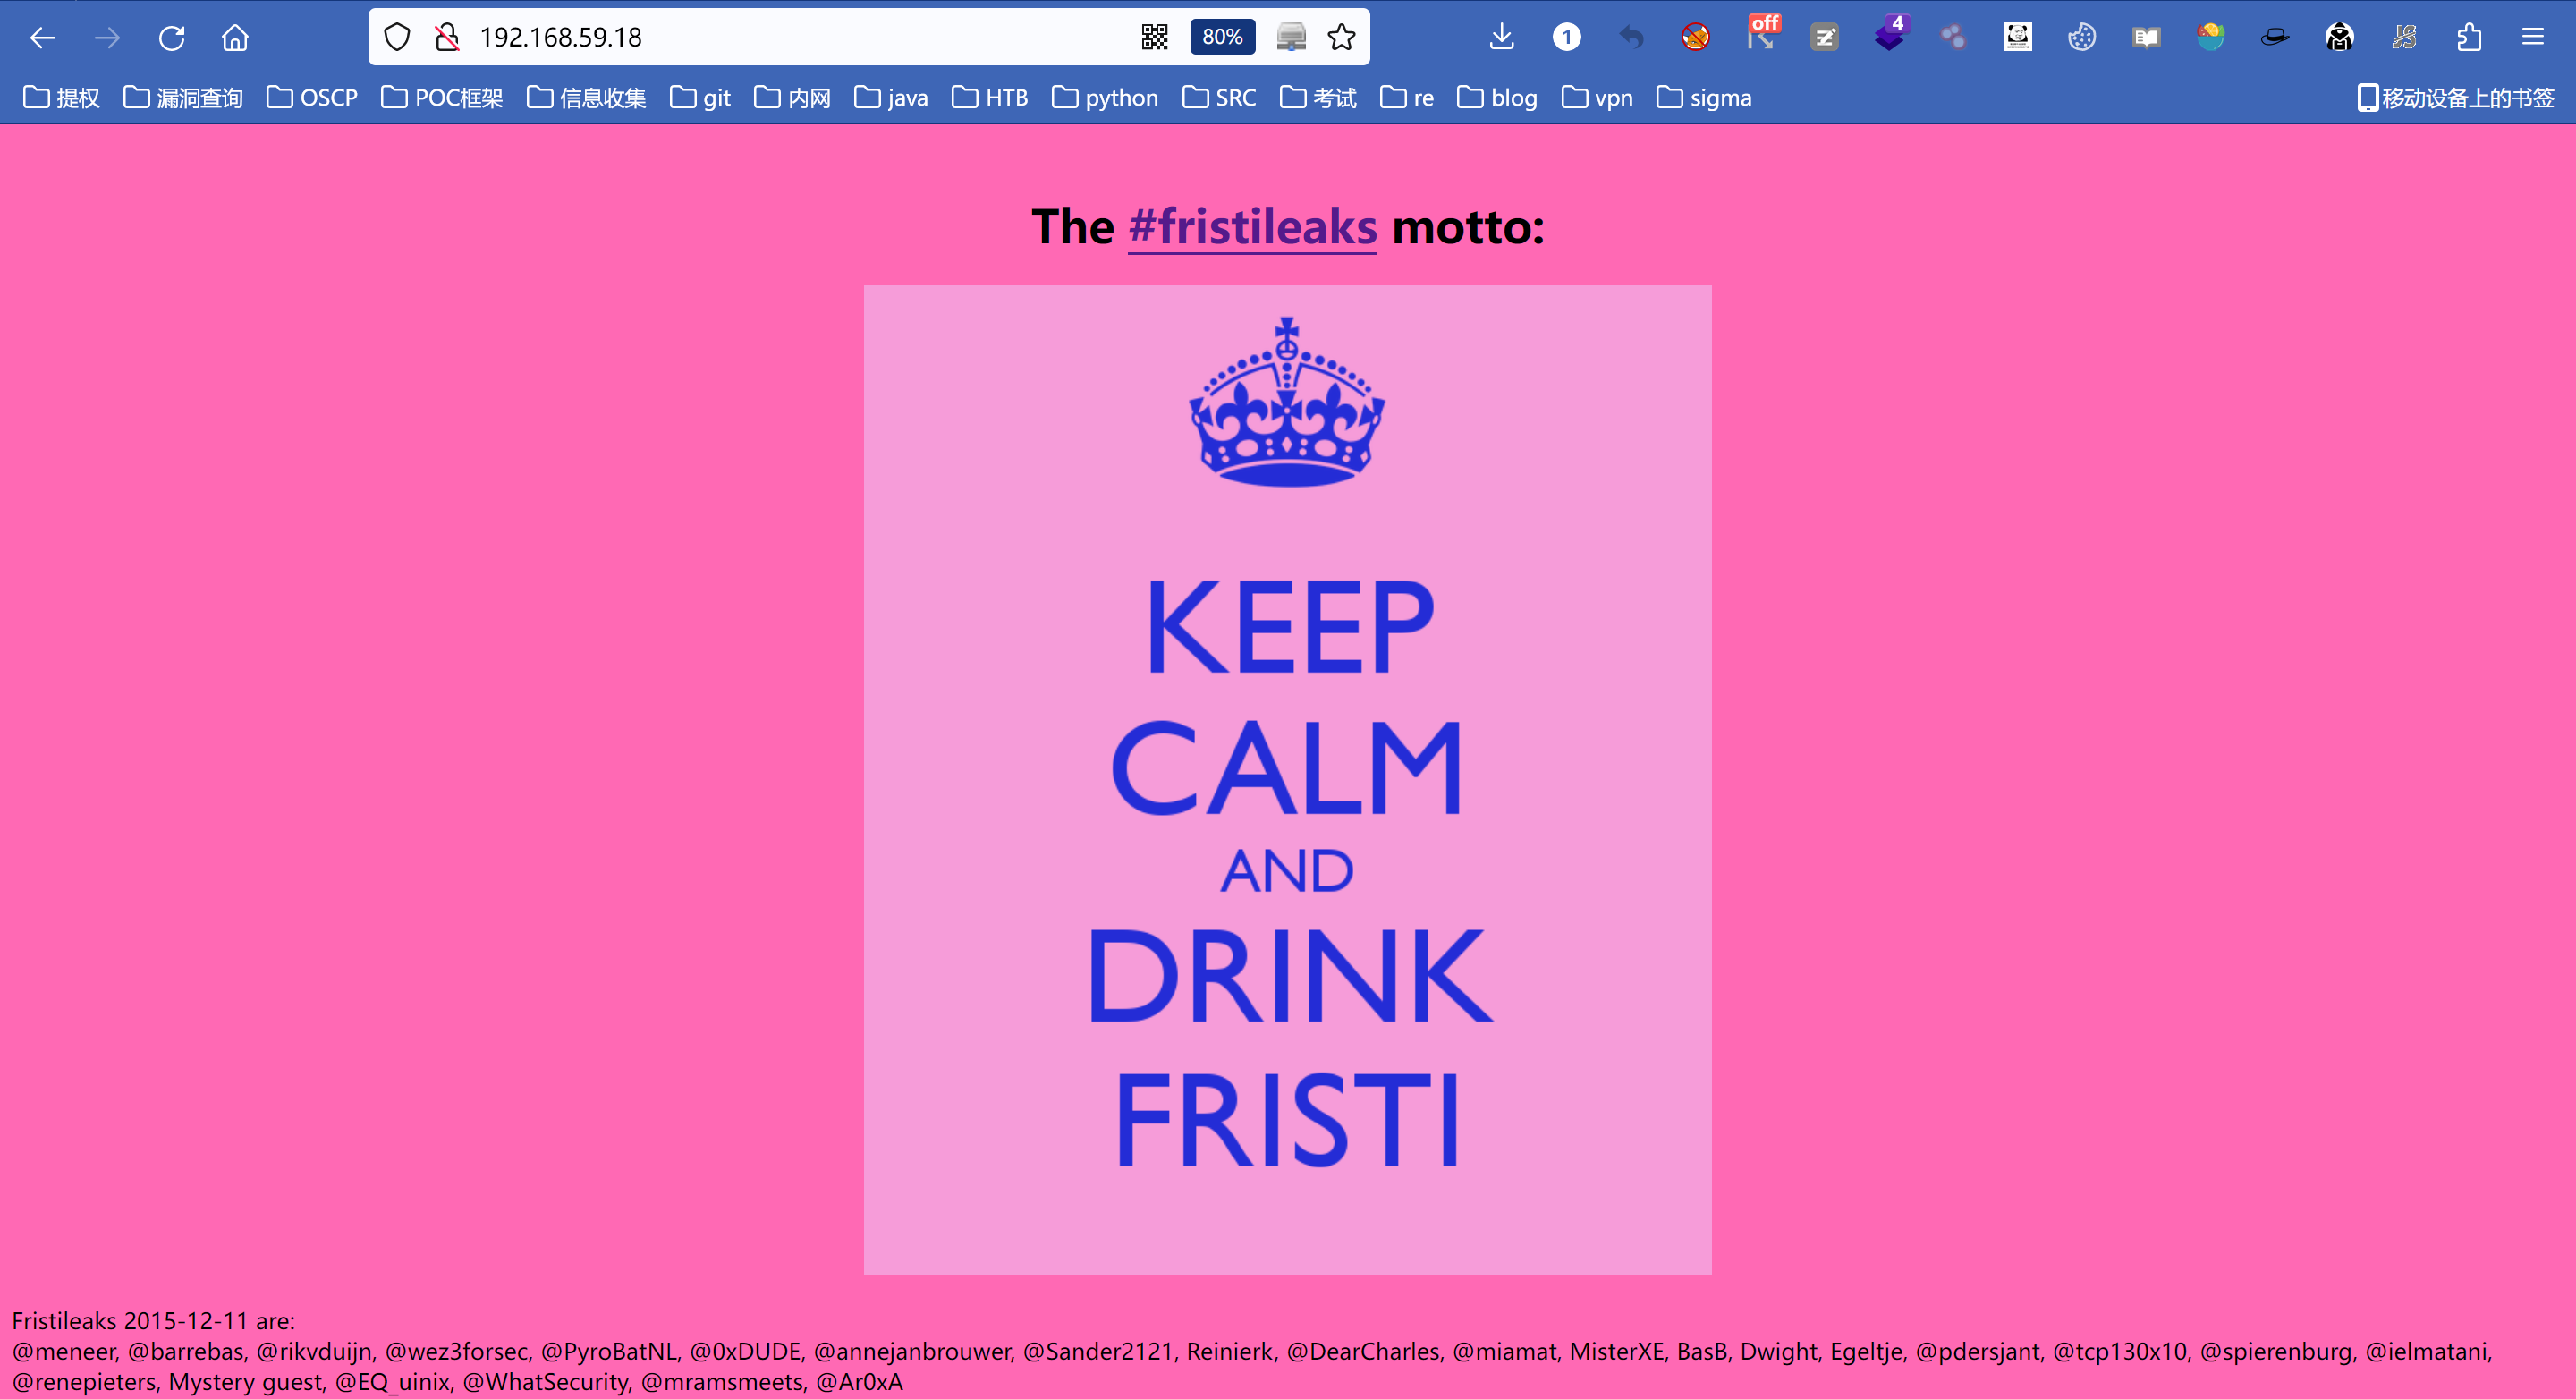 192.168.59.18
80%
1
off
4
JS
提权 漏洞查询 OSCP POC框架 信息收集 git 内网 java HTB python SRC 考试 re blog vpn sigma 移动设备上的书签
The #fristileaks motto:
KEEP
CALM
AND
DRINK
FRISTI
Fristileaks 2015-12-11 are:
@meneer, @barrebas, @rikvduijn, @wez3forsec, @PyroBatNL, @0xDUDE, @annejanbrouwer, @Sander2121, Reinierk, @DearCharles, @miamat, MisterXE, BasB, Dwight, Egeltje, @pdersjant, @tcp130x10, @spierenburg, @ielmatani,
@renepieters, Mystery guest, @EQ_uinix, @WhatSecurity, @mramsmeets, @Ar0xA